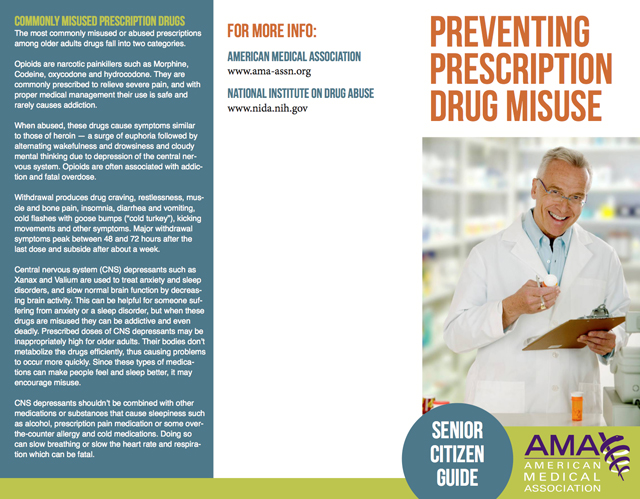 COMMONLY MISUSED PRESCRIPTION DRUGS
The most commonly misused or abused prescriptions
among older adults drugs fall into two categories.
Opioids are narcotic painkillers such as Morphine,
Codeine, oxycodone and hydrocodone. They are
commonly prescribed to relieve severe pain, and with
proper medical management their use is safe and
rarely causes addiction.
When abused, these drugs cause symptoms similar
to those of heroin — a surge of euphoria followed by
alternating wakefulness and drowsiness and cloudy
mental thinking due to depression of the central ner-
vous system. Opioids are often associated with addic-
tion and fatal overdose.
Withdrawal produces drug craving, restlessness, mus-
cle and bone pain, insomnia, diarrhea and vomiting,
cold flashes with goose bumps ("cold turkey"), kicking
movements and other symptoms. Major withdrawal
symptoms peak between 48 and 72 hours after the
last dose and subside after about a week.
Central nervous system (CNS) depressants such as
Xanax and Valium are used to treat anxiety and sleep
disorders, and slow normal brain function by decreas-
ing brain activity. This can be helpful for someone suf-
fering from anxiety or a sleep disorder, but when these
drugs are misused they can be addictive and even
deadly. Prescribed doses of CNS depressants may be
inappropriately high for older adults. Their bodies don't
metabolize the drugs efficiently, thus causing problems
to occur more quickly. Since these types of medica-
tions can make people feel and sleep better, it may
encourage misuse.
CNS depressants shouldn't be combined with other
medications or substances that cause sleepiness such
as alcohol, prescription pain medication or some over-
the-counter allergy and cold medications. Doing so
can slow breathing or slow the heart rate and respira-
tion which can be fatal.
FOR MORE INFO:
AMERICAN MEDICAL ASSOCIATION
www.ama-assn.org
NATIONAL INSTITUTE ON DRUG ABUSE
www.nida.nih.gov
PREVENTING
PRESCRIPTION
DRUG MISUSE
SENIOR
CITIZEN
GUIDE
AMA
AMERICAN
MEDICAL
ASSOCIATION